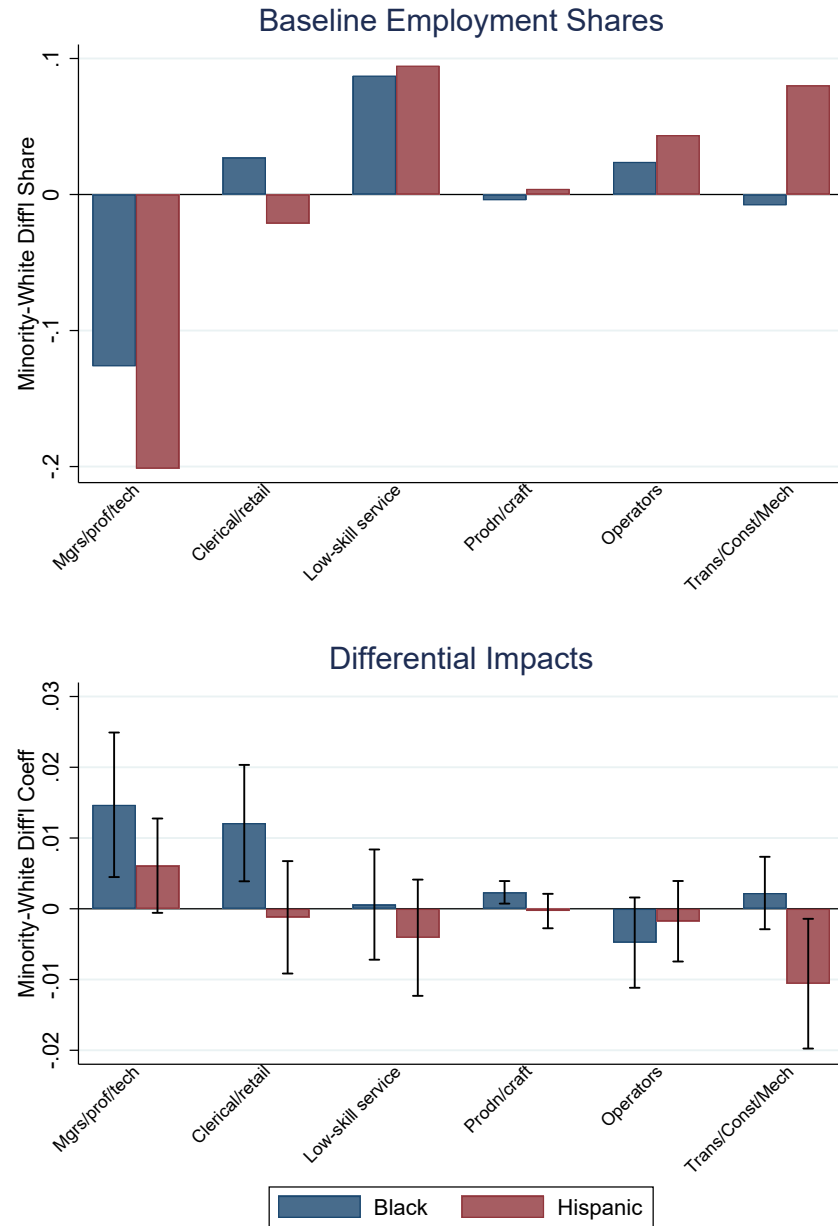 Baseline Employment Shares
Minority-White Diff'l Share
.1
0
-.1
-.2
Mgrs/prof/tech
Clerical/retail
Low-skill service
Prodn/craft
Operators
Trans/Const/Mech
Differential Impacts
Minority-White Diff'l Coeff
.03
.02
.01
0
-.01
-.02
Mgrs/prof/tech
Clerical/retail
Low-skill service
Prodn/craft
Operators
Trans/Const/Mech
Black
Hispanic